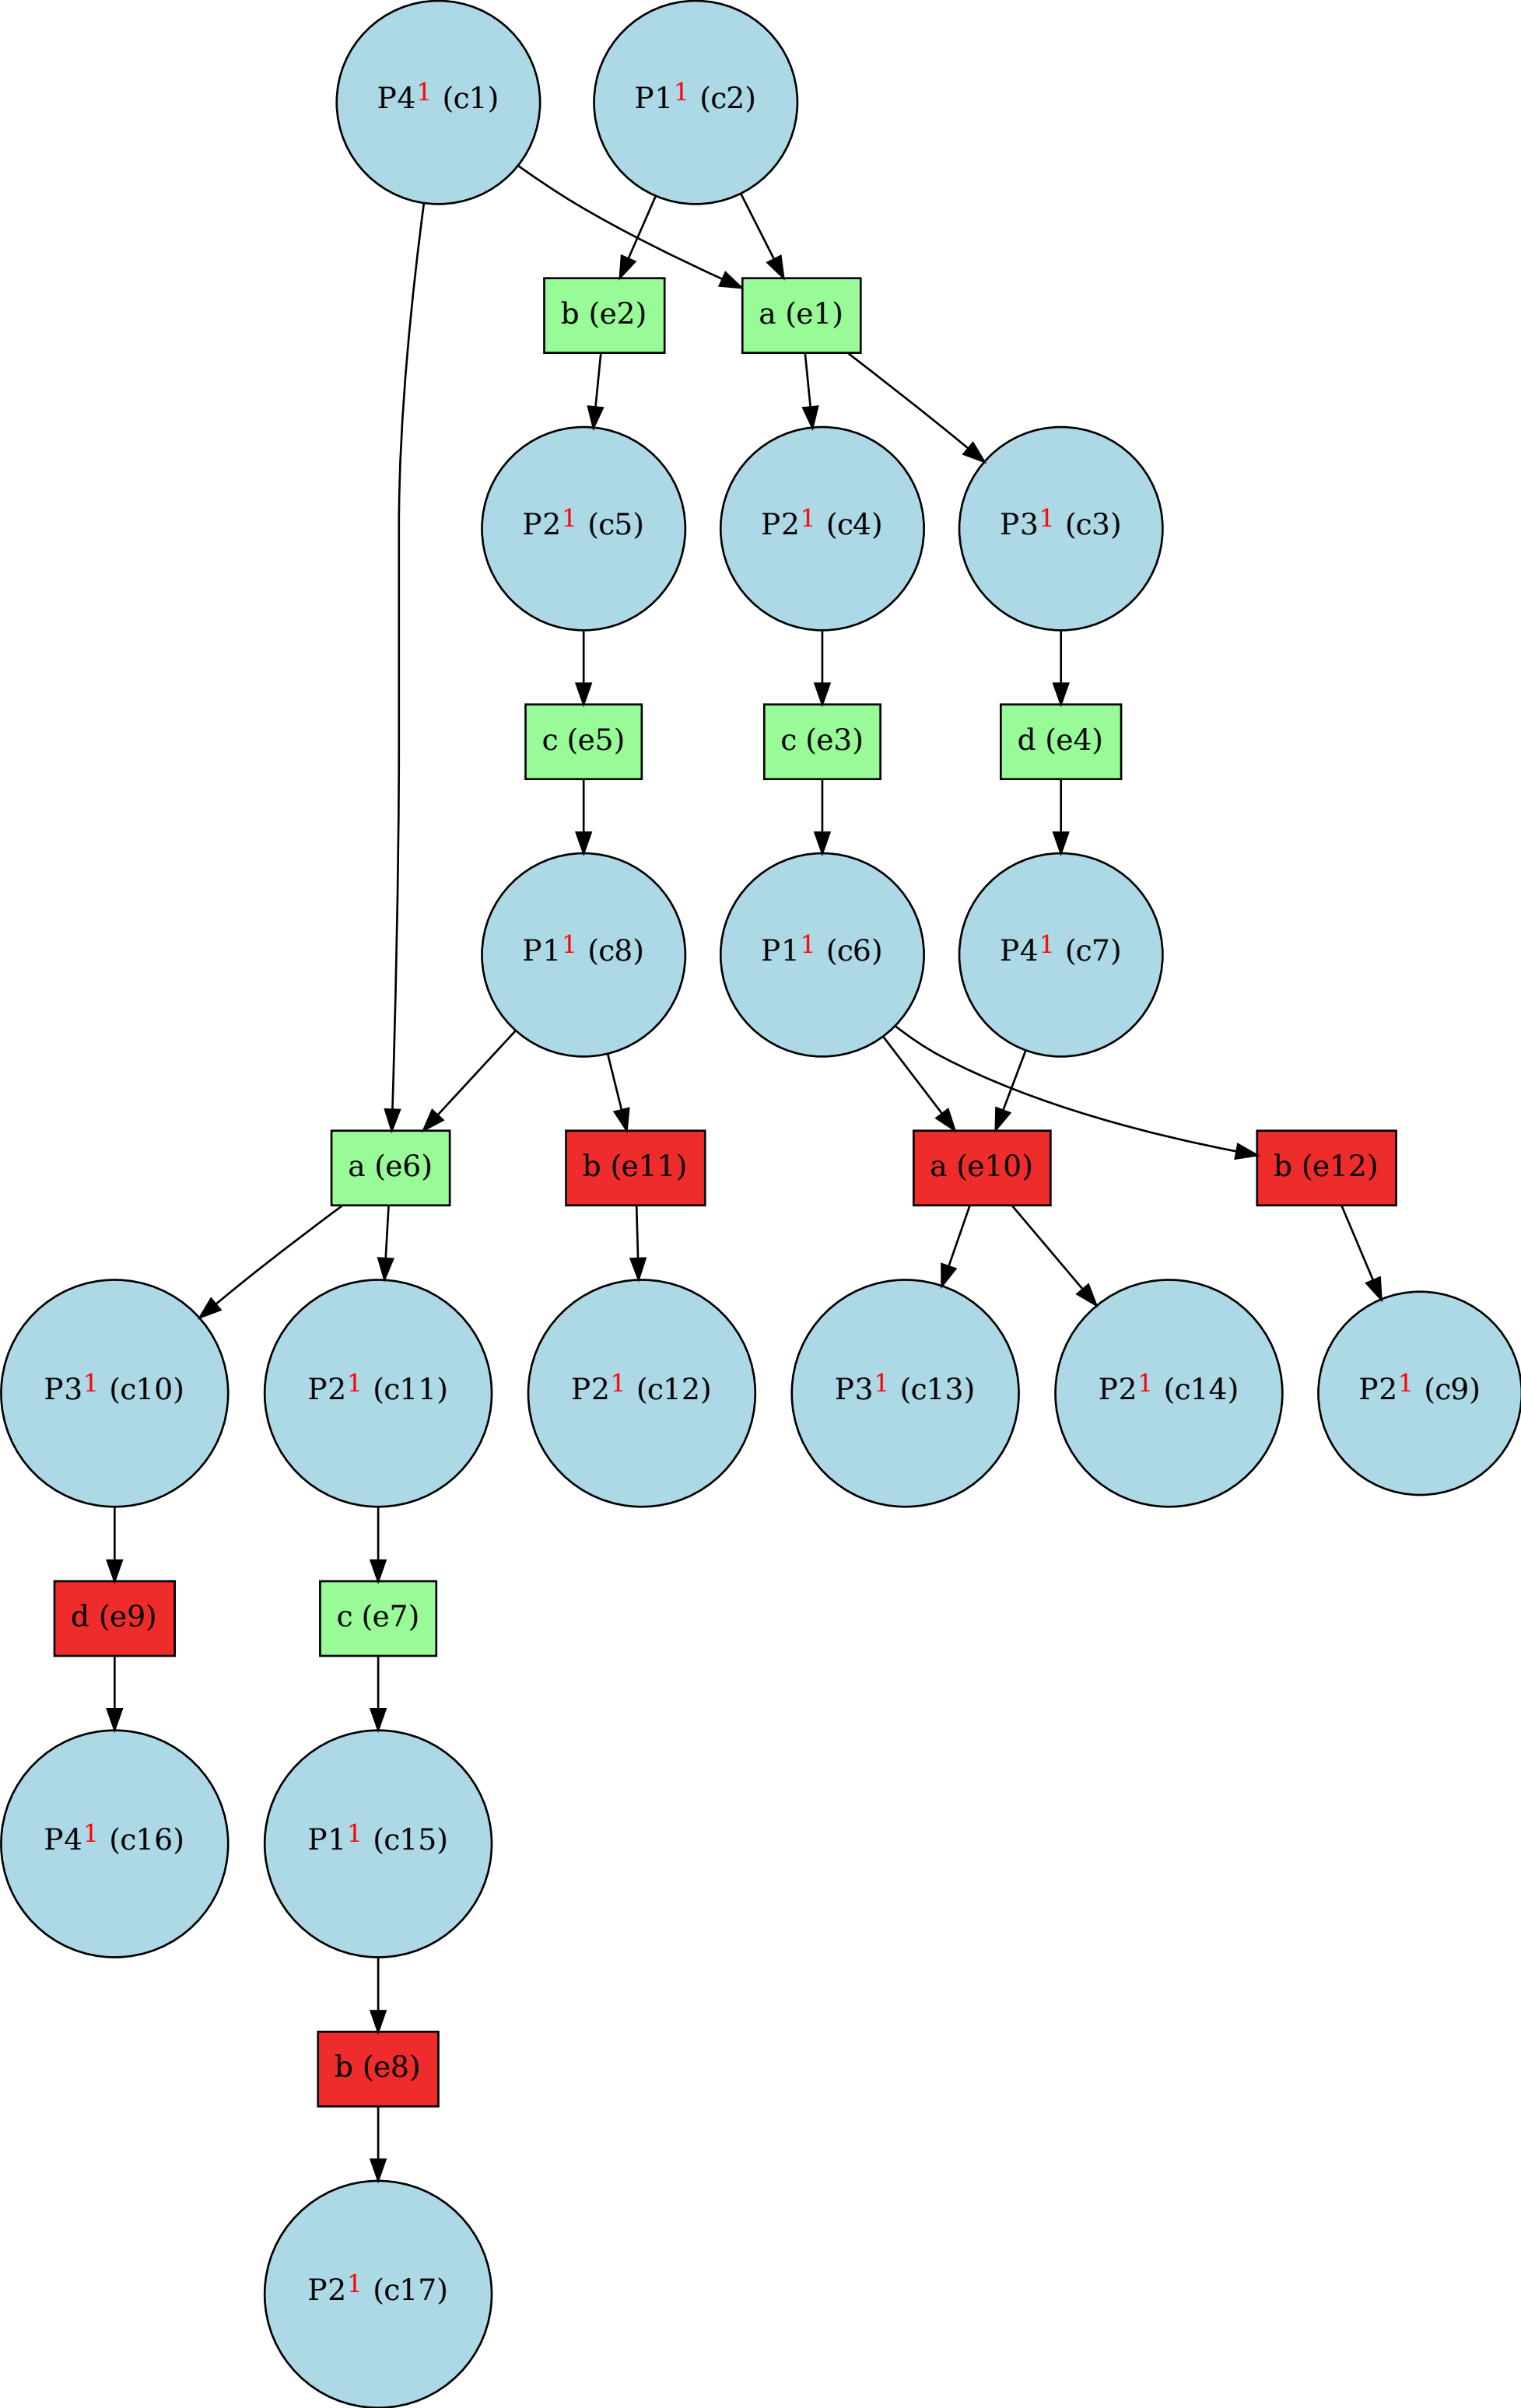 P4¹ (c1)
P1¹ (c2)
b (e2)
a (e1)
P2¹ (c5)
P2¹ (c4)
P3¹ (c3)
c (e5)
c (e3)
d (e4)
P1¹ (c8)
P1¹ (c6)
P4¹ (c7)
a (e6)
b (e11)
a (e10)
b (e12)
P3¹ (c10)
P2¹ (c11)
P2¹ (c12)
P3¹ (c13)
P2¹ (c14)
P2¹ (c9)
d (e9)
c (e7)
P4¹ (c16)
P1¹ (c15)
b (e8)
P2¹ (c17)